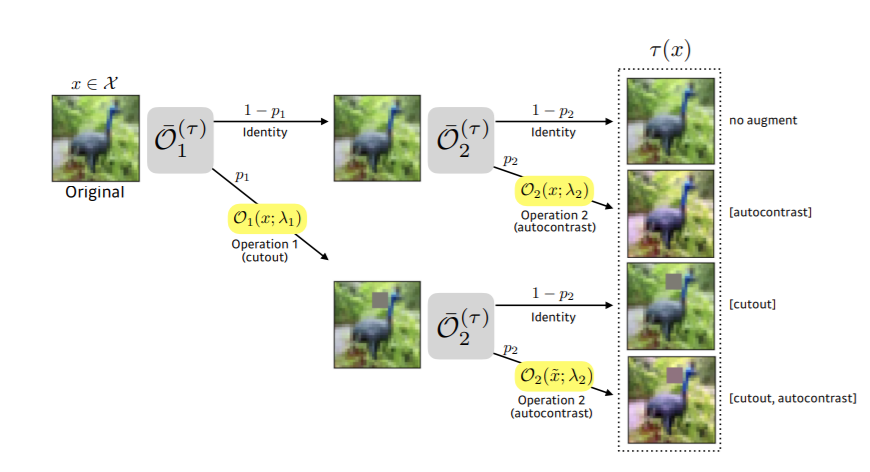 τ(x)
x ∈ 𝒳
Original
Ō₁^(τ)
1 − p₁
Identity
p₁
O₁(x; λ₁)
Operation 1
(cutout)
Ō₂^(τ)
1 − p₂
Identity
p₂
O₂(x; λ₂)
Operation 2
(autocontrast)
no augment
[autocontrast]
Ō₂^(τ)
1 − p₂
Identity
p₂
O₂(x̃; λ₂)
Operation 2
(autocontrast)
[cutout]
[cutout, autocontrast]